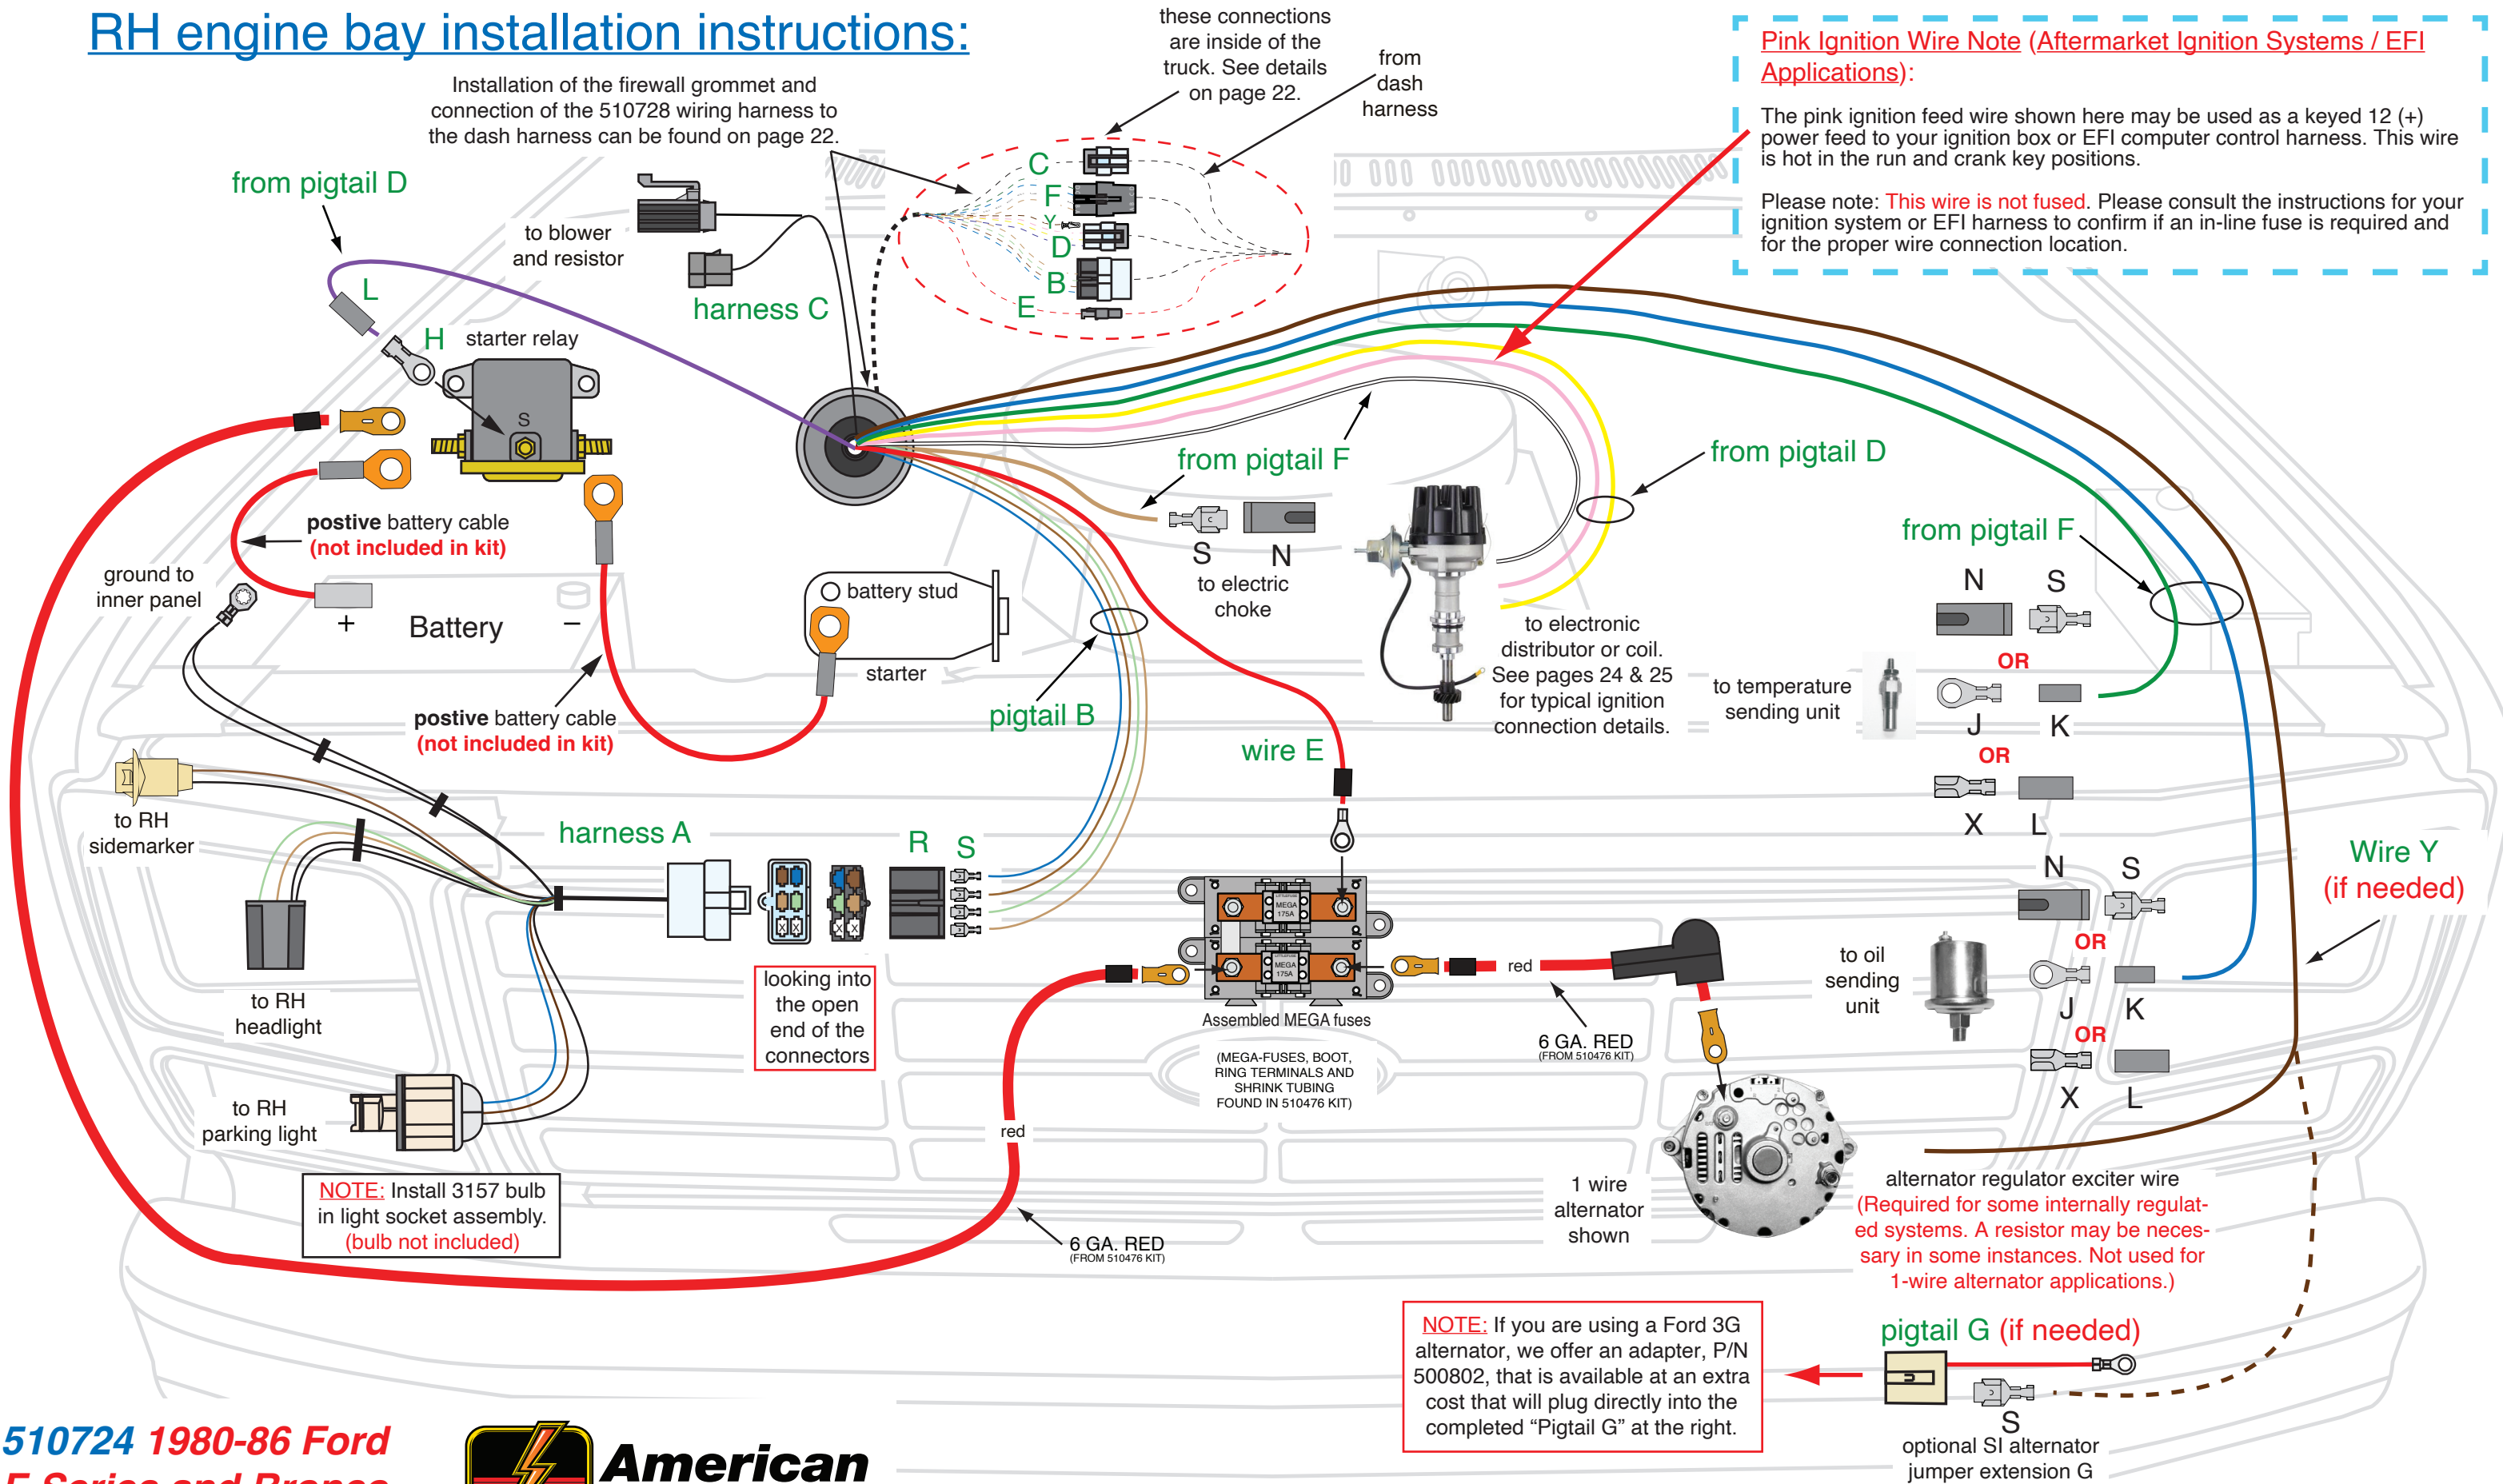 RH engine bay installation instructions:
Installation of the firewall grommet and
connection of the 510728 wiring harness to
the dash harness can be found on page 22.
these connections
are inside of the
truck. See details
on page 22.
from
dash
harness
Pink Ignition Wire Note (Aftermarket Ignition Systems / EFI
Applications):
The pink ignition feed wire shown here may be used as a keyed 12 (+)
power feed to your ignition box or EFI computer control harness. This wire
is hot in the run and crank key positions.
Please note: This wire is not fused. Please consult the instructions for your
ignition system or EFI harness to confirm if an in-line fuse is required and
for the proper wire connection location.
from pigtail D
to blower
and resistor
harness C
C
F
Y
D
B
E
L
H
starter relay
S
postive battery cable
(not included in kit)
ground to
inner panel
+
Battery
−
battery stud
starter
postive battery cable
(not included in kit)
from pigtail F
S
N
to electric
choke
from pigtail D
to electronic
distributor or coil.
See pages 24 & 25
for typical ignition
connection details.
pigtail B
wire E
from pigtail F
N
S
OR
to temperature
sending unit
J
K
OR
X
L
Wire Y
(if needed)
N
S
OR
to oil
sending
unit
J
K
OR
X
L
to RH
sidemarker
harness A
R
S
X
X
X
X
to RH
headlight
looking into
the open
end of the
connectors
MEGA
175A
MEGA
175A
Assembled MEGA fuses
(MEGA-FUSES, BOOT,
RING TERMINALS AND
SHRINK TUBING
FOUND IN 510476 KIT)
red
6 GA. RED
(FROM 510476 KIT)
to RH
parking light
red
NOTE: Install 3157 bulb
in light socket assembly.
(bulb not included)
6 GA. RED
(FROM 510476 KIT)
1 wire
alternator
shown
alternator regulator exciter wire
(Required for some internally regulat-
ed systems. A resistor may be neces-
sary in some instances. Not used for
1-wire alternator applications.)
NOTE: If you are using a Ford 3G
alternator, we offer an adapter, P/N
500802, that is available at an extra
cost that will plug directly into the
completed “Pigtail G” at the right.
pigtail G (if needed)
S
optional SI alternator
jumper extension G
510724 1980-86 Ford
F Series and Bronco
American